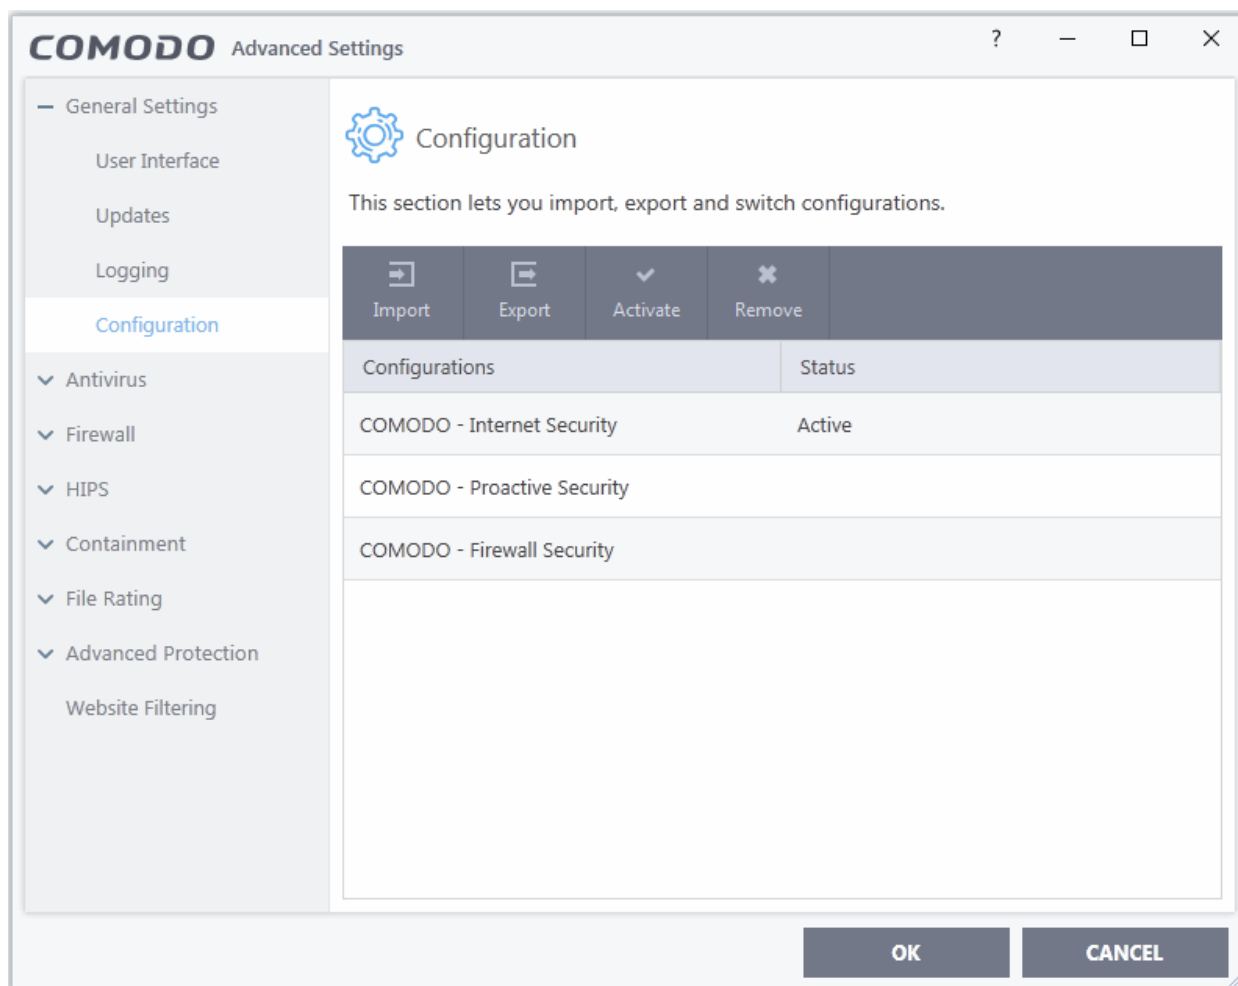 COMODO Advanced Settings
?
General Settings
User Interface
Updates
Logging
Configuration
Antivirus
Firewall
HIPS
Containment
File Rating
Advanced Protection
Website Filtering
Configuration
This section lets you import, export and switch configurations.
Import Export Activate Remove
Configurations Status
COMODO - Internet Security Active
COMODO - Proactive Security
COMODO - Firewall Security
OK CANCEL